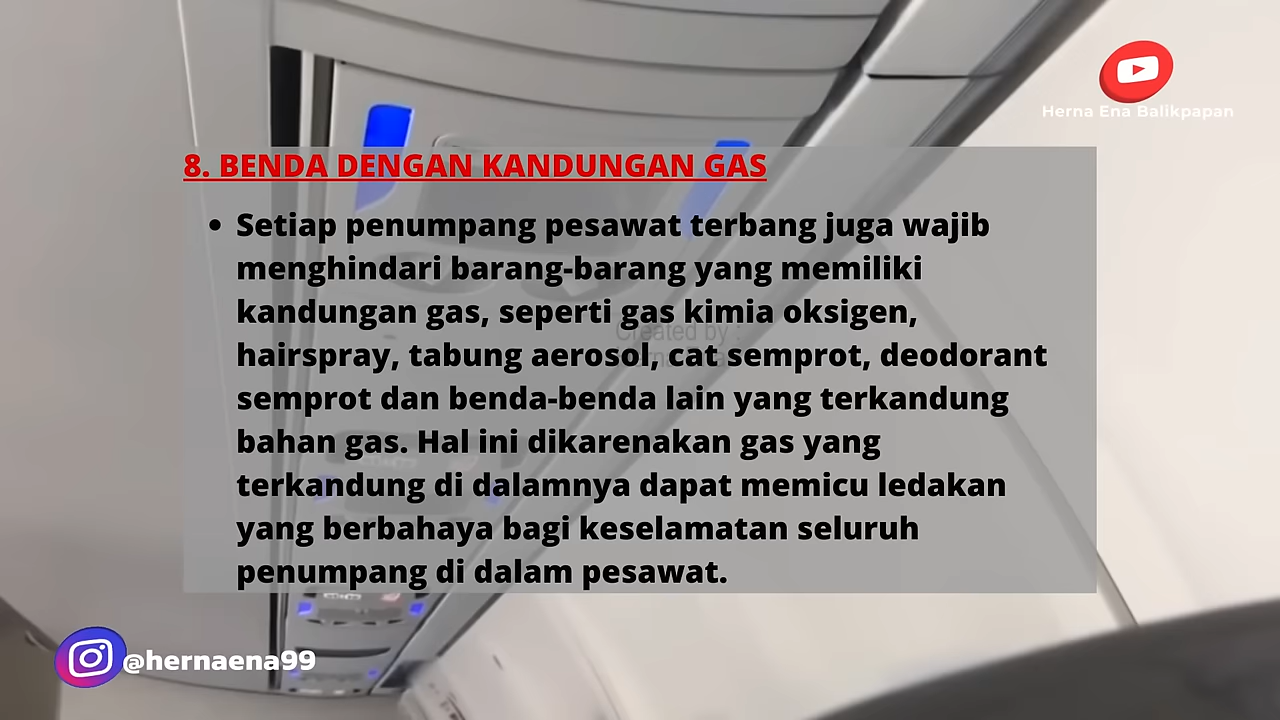 Herna Ena Balikpapan
8. BENDA DENGAN KANDUNGAN GAS
• Setiap penumpang pesawat terbang juga wajib
menghindari barang-barang yang memiliki
kandungan gas, seperti gas kimia oksigen,
Created by :
hairspray, tabung aerosol, cat semprot, deodorant
semprot dan benda-benda lain yang terkandung
bahan gas. Hal ini dikarenakan gas yang
terkandung di dalamnya dapat memicu ledakan
yang berbahaya bagi keselamatan seluruh
penumpang di dalam pesawat.
@hernaena99